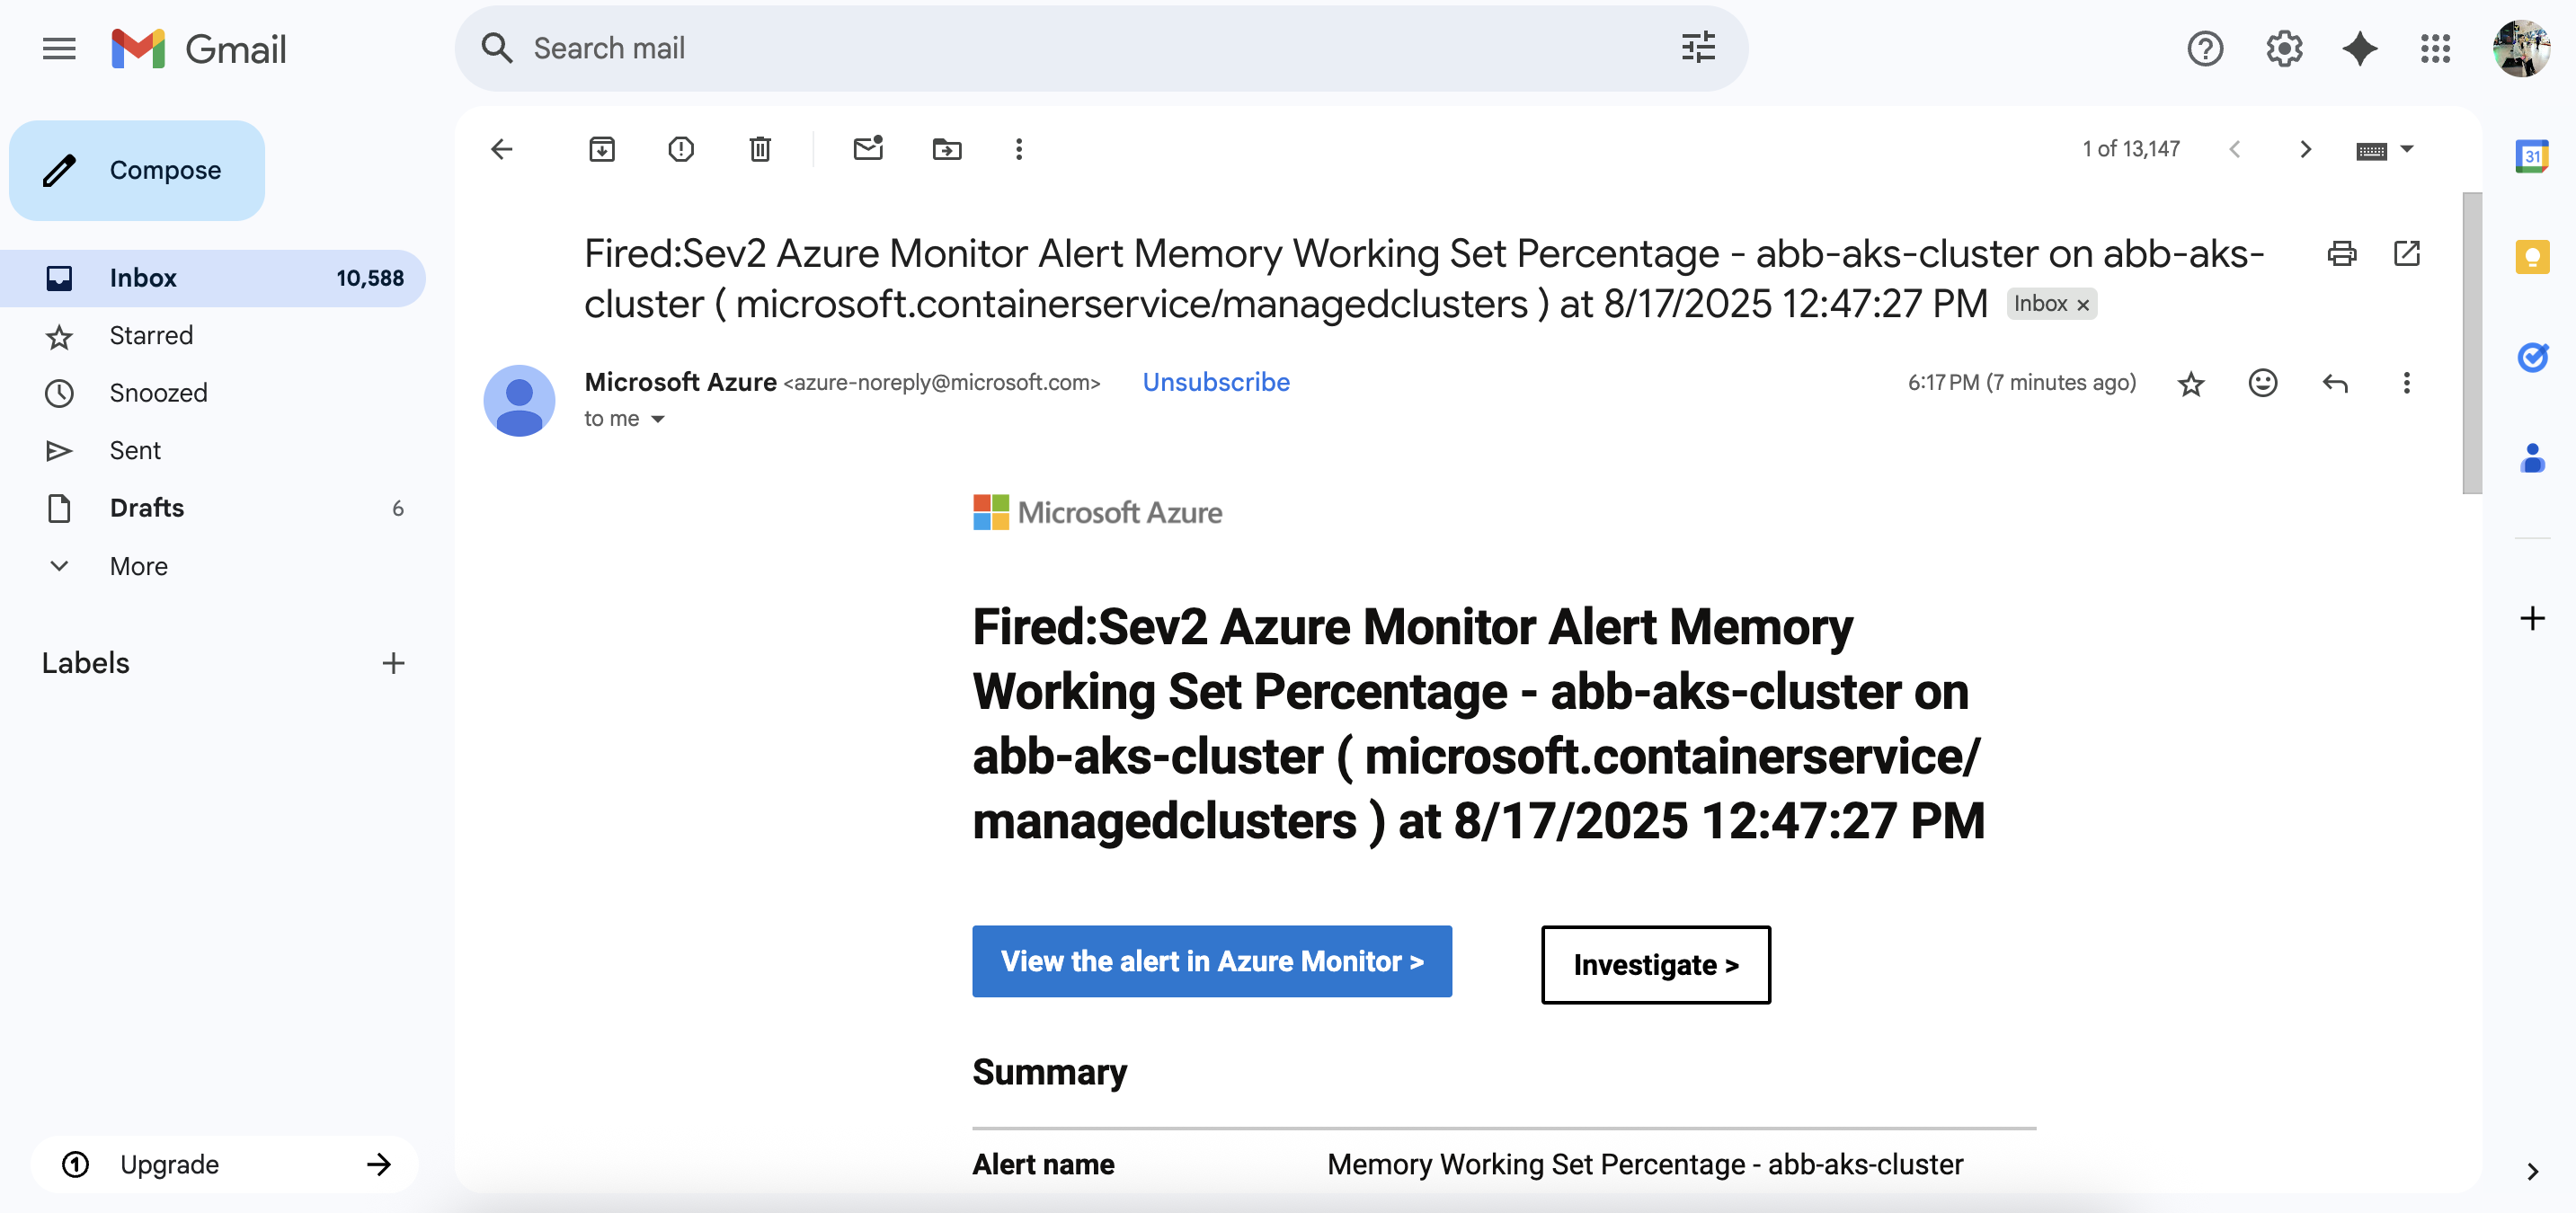 Gmail
Search mail
Compose
1 of 13,147
31
Inbox 10,588
Starred
Snoozed
Sent
Drafts 6
More
Labels
Upgrade
Fired:Sev2 Azure Monitor Alert Memory Working Set Percentage - abb-aks-cluster on abb-aks-
cluster ( microsoft.containerservice/managedclusters ) at 8/17/2025 12:47:27 PM Inbox ×
Microsoft Azure <azure-noreply@microsoft.com> Unsubscribe 6:17 PM (7 minutes ago)
to me
Microsoft Azure
Fired:Sev2 Azure Monitor Alert Memory
Working Set Percentage - abb-aks-cluster on
abb-aks-cluster ( microsoft.containerservice/
managedclusters ) at 8/17/2025 12:47:27 PM
View the alert in Azure Monitor > Investigate >
Summary
Alert name Memory Working Set Percentage - abb-aks-cluster